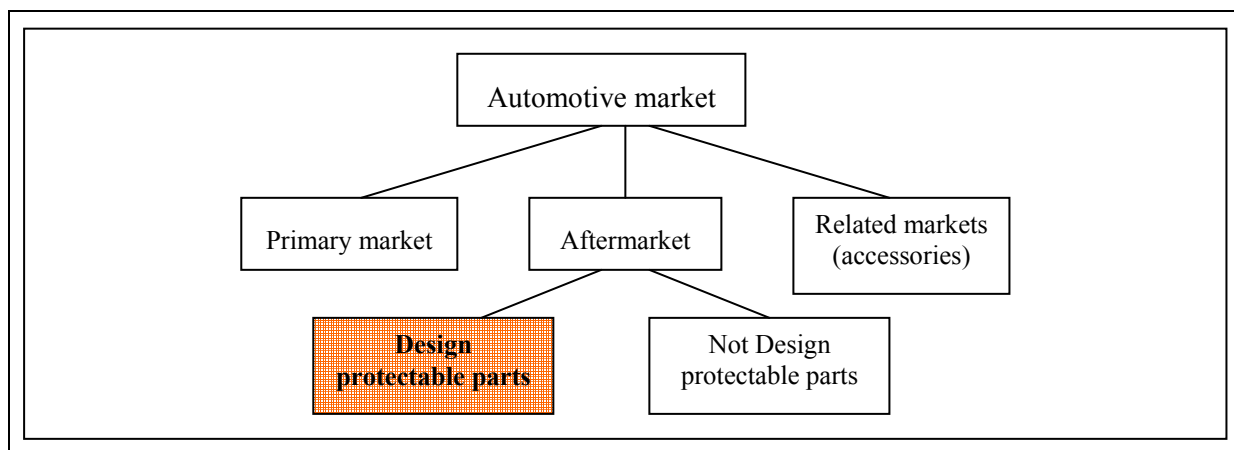 Automotive market
Primary market
Aftermarket
Related markets
(accessories)
Design
protectable parts
Not Design
protectable parts